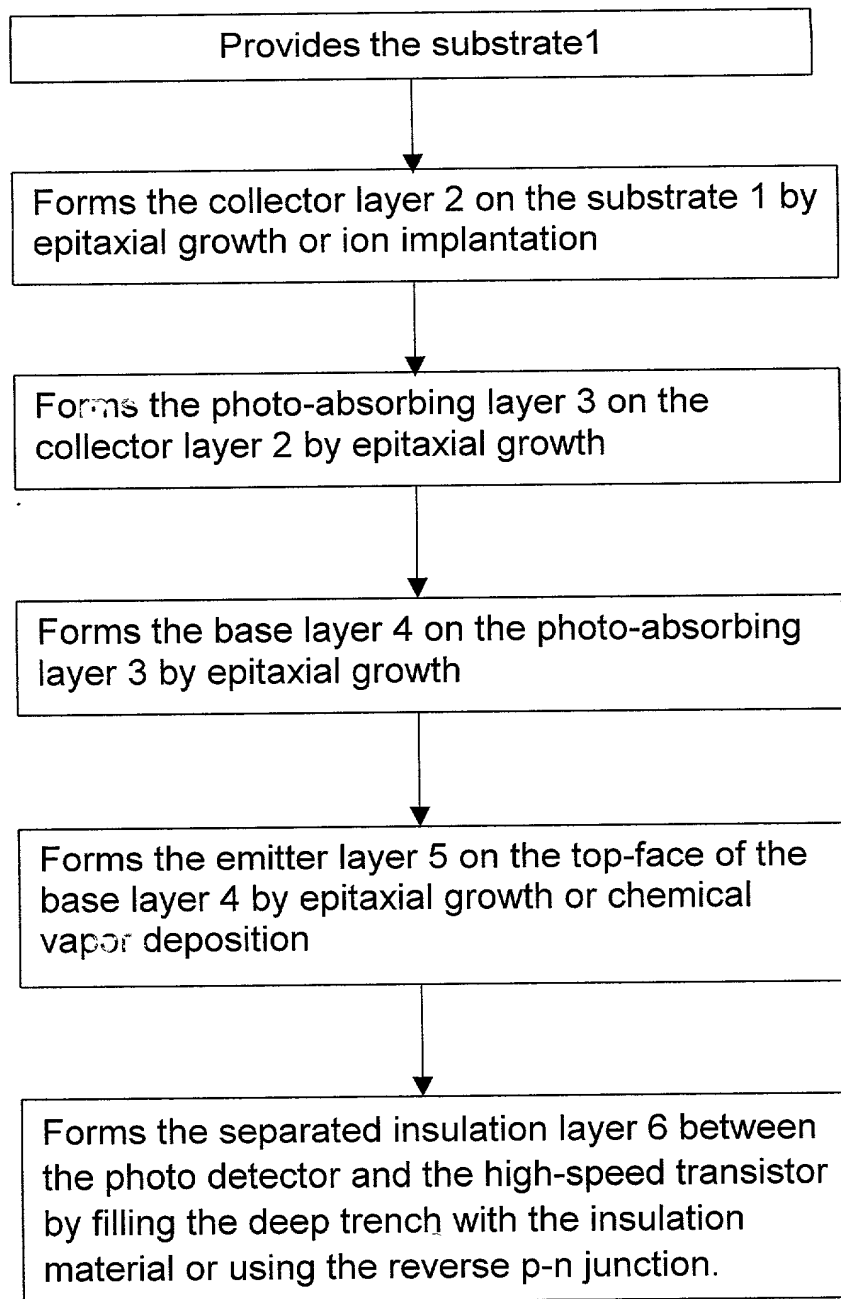 Provides the substrate1
Forms the collector layer 2 on the substrate 1 by
epitaxial growth or ion implantation
Forms the photo-absorbing layer 3 on the
collector layer 2 by epitaxial growth
Forms the base layer 4 on the photo-absorbing
layer 3 by epitaxial growth
Forms the emitter layer 5 on the top-face of the
base layer 4 by epitaxial growth or chemical
vapor deposition
Forms the separated insulation layer 6 between
the photo detector and the high-speed transistor
by filling the deep trench with the insulation
material or using the reverse p-n junction.